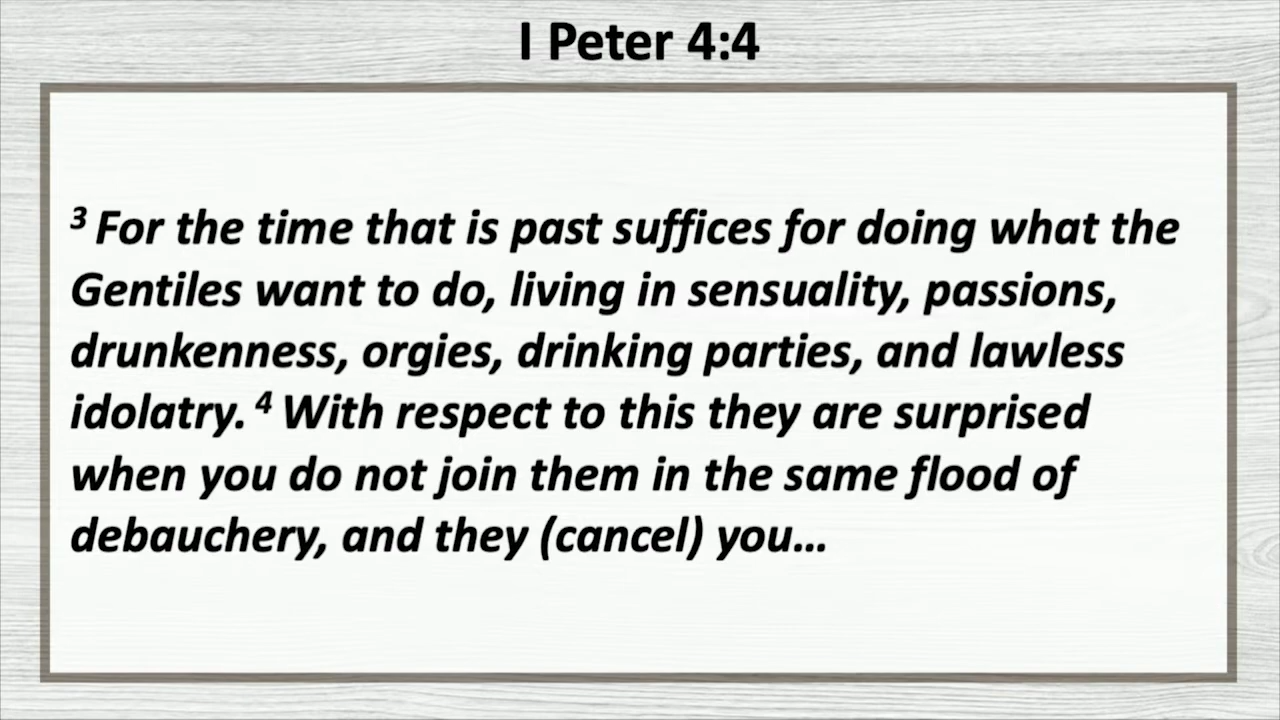 I Peter 4:4
3 For the time that is past suffices for doing what the
Gentiles want to do, living in sensuality, passions,
drunkenness, orgies, drinking parties, and lawless
idolatry. 4 With respect to this they are surprised
when you do not join them in the same flood of
debauchery, and they (cancel) you...